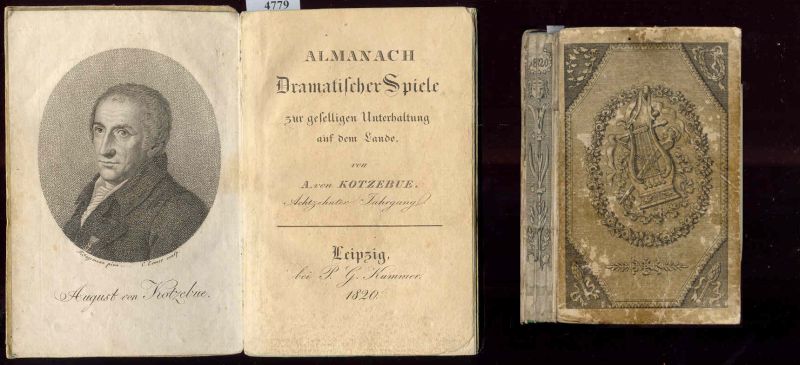 4779
August von Kotzebue.
ALMANACH
Dramatischer Spiele
zur geselligen Unterhaltung
auf dem Lande.
von
A. von KOTZEBUE.
Achtzehnter Jahrgang
Leipzig,
bei P. G. Kummer.
1820.
1820